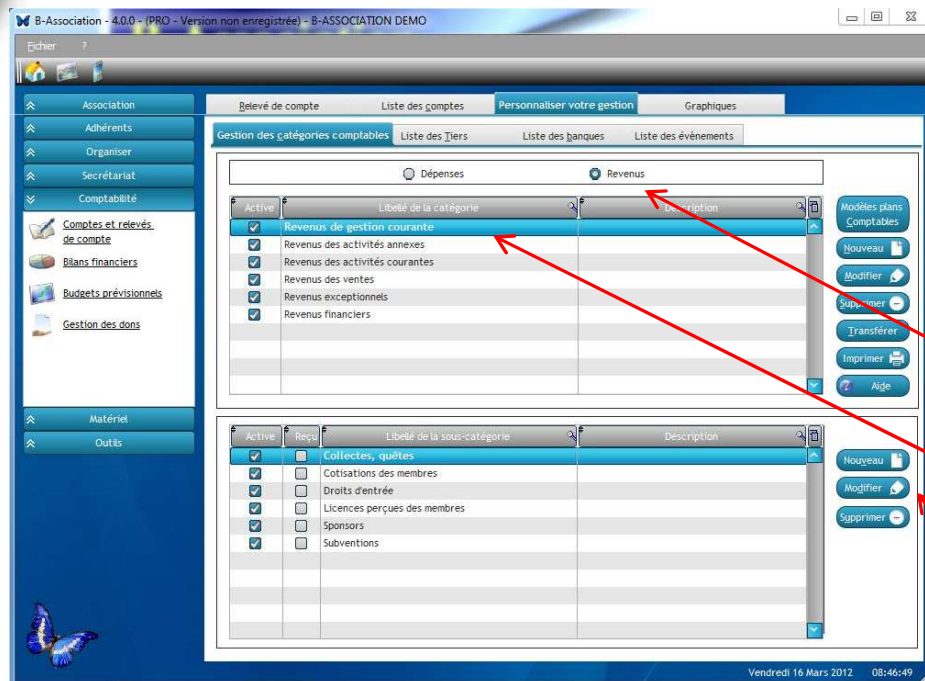 B-Association - 4.0.0 - (PRO - Version non enregistrée) - B-ASSOCIATION DEMO
Fichier ?
Association
Adhérents
Organiser
Secrétariat
Comptabilité
Comptes et relevés
de compte
Bilans financiers
Budgets prévisionnels
Gestion des dons
Matériel
Outils
Relevé de compte Liste des comptes Personnaliser votre gestion Graphiques
Gestion des catégories comptables Liste des Tiers Liste des banques Liste des évènements
Dépenses Revenus
Active Libellé de la catégorie Description
Revenus de gestion courante
Revenus des activités annexes
Revenus des activités courantes
Revenus des ventes
Revenus exceptionnels
Revenus financiers
Modèles plans
Comptables
Nouveau
Modifier
Supprimer
Transférer
Imprimer
Aide
Active Reçu Libellé de la sous-catégorie Description
Collectes, quêtes
Cotisations des membres
Droits d'entrée
Licences perçues des membres
Sponsors
Subventions
Nouveau
Modifier
Supprimer
Vendredi 16 Mars 2012 08:46:49